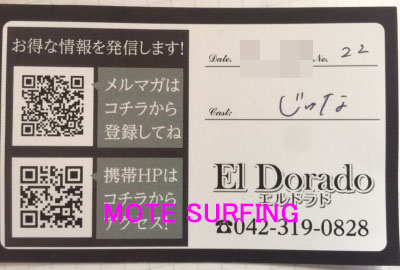 お得な情報を発信します!
メルマガは
コチラから
登録してね
携帯HPは
コチラから
アクセス!
Date.
No. 22
Cast: じゅな
El Dorado
エルドラド
MOTE SURFING
☎042-319-0828